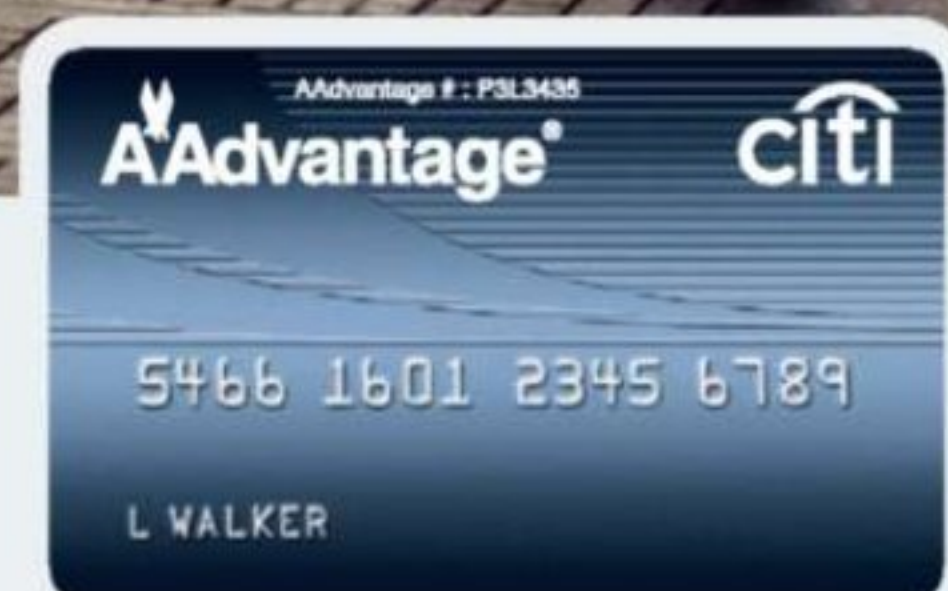 AAdvantage # : P3L3435
AAdvantage®
citi
5466 1601 2345 6789
L WALKER